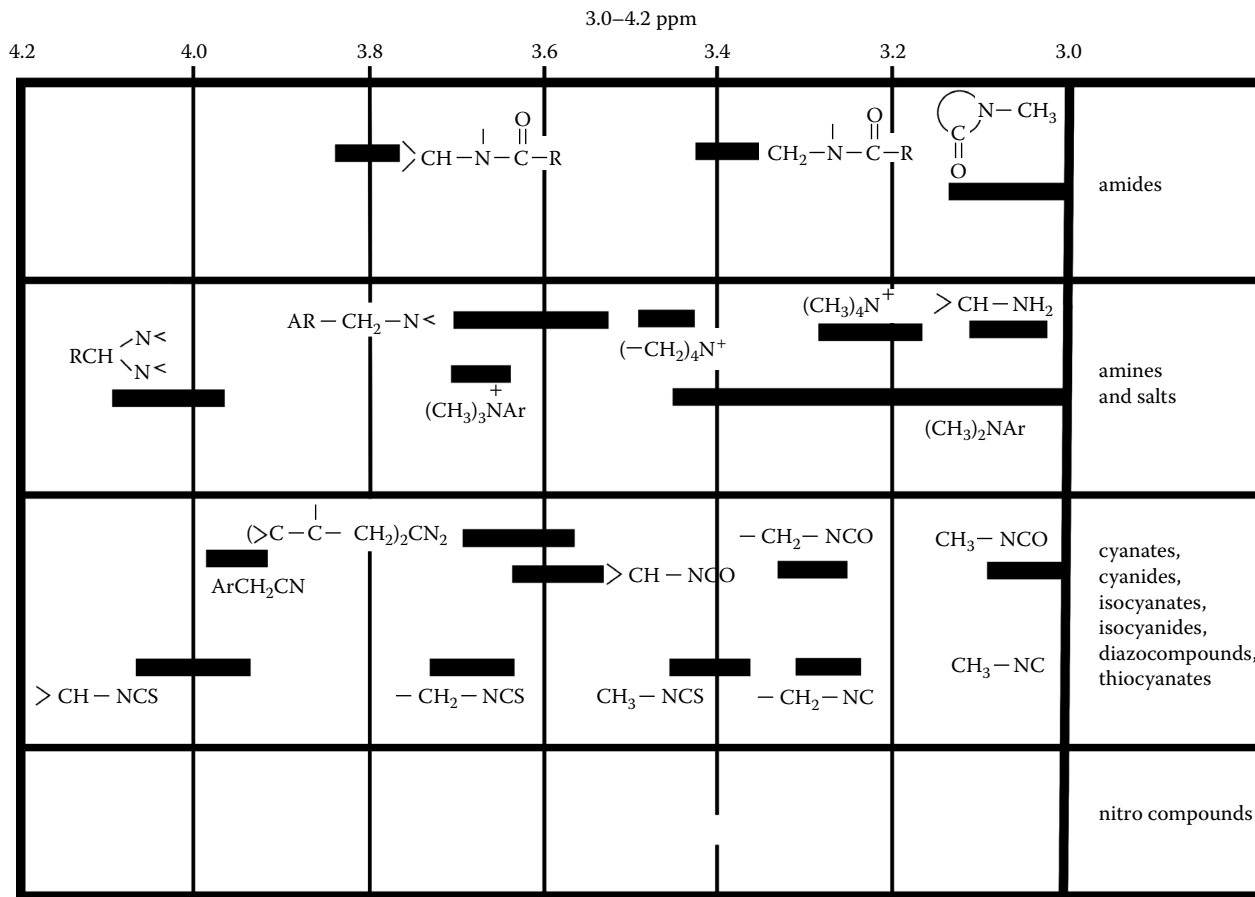 3.0–4.2 ppm
4.2 4.0 3.8 3.6 3.4 3.2 3.0
O
||
>CH — N — C — R
O
||
CH₂ — N — C — R
N — CH₃
C
||
O
amides
AR — CH₂ — N<
(CH₃)₄N⁺
>CH — NH₂
N<
RCH
N<
(—CH₂)₄N⁺
+
(CH₃)₃NAr
(CH₃)₂NAr
amines
and salts
(>C — C — CH₂)₂CN₂
— CH₂ — NCO
CH₃ — NCO
ArCH₂CN
>CH — NCO
>CH — NCS
— CH₂ — NCS
CH₃ — NCS
— CH₂ — NC
CH₃ — NC
cyanates,
cyanides,
isocyanates,
isocyanides,
diazocompounds,
thiocyanates
nitro compounds